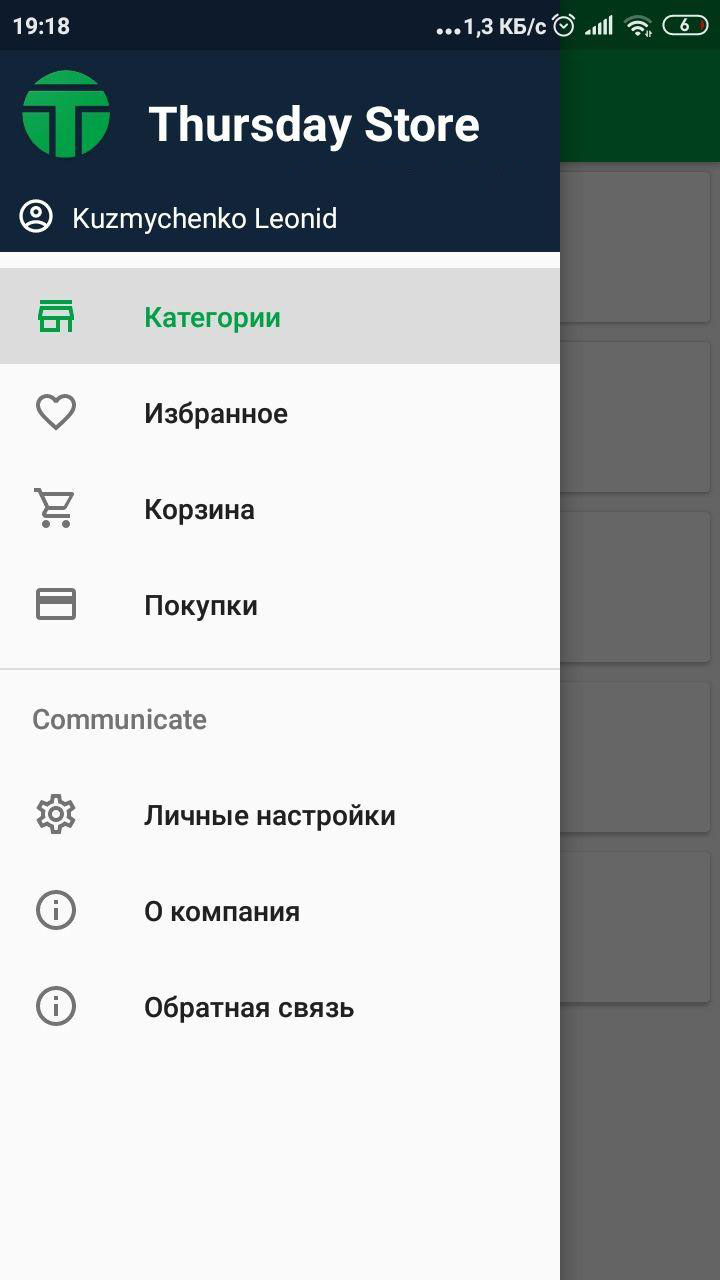 19:18
...1,3 КБ/с
6
Thursday Store
Kuzmychenko Leonid
Категории
Избранное
Корзина
Покупки
Communicate
Личные настройки
О компания
Обратная связь